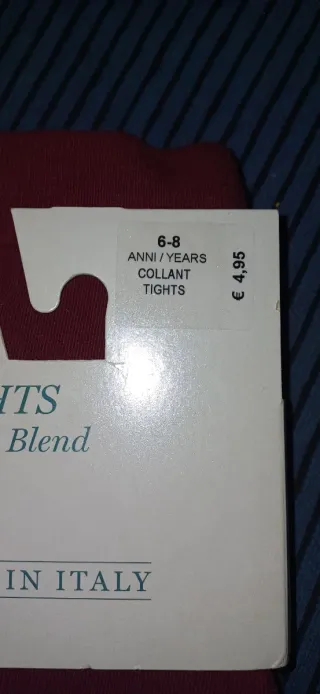 6-8
ANNI / YEARS
COLLANT
TIGHTS
€ 4,95
HTS
Blend
IN ITALY